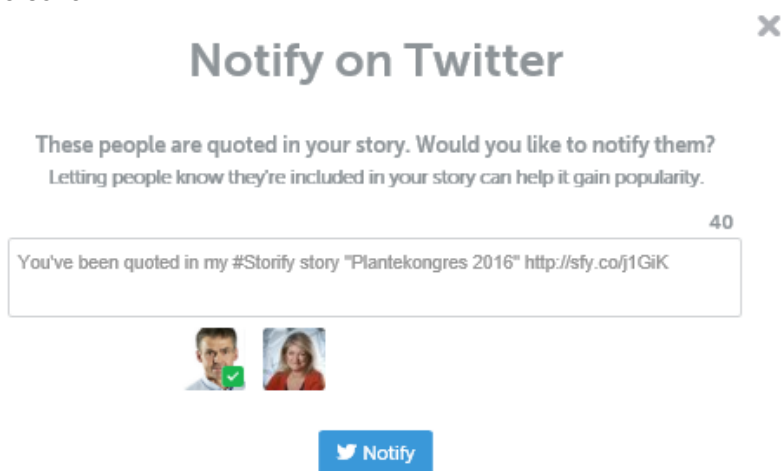 Notify on Twitter
These people are quoted in your story. Would you like to notify them?
Letting people know they're included in your story can help it gain popularity.
40
You've been quoted in my #Storify story "Plantekongres 2016" http://sfy.co/j1GiK
Notify